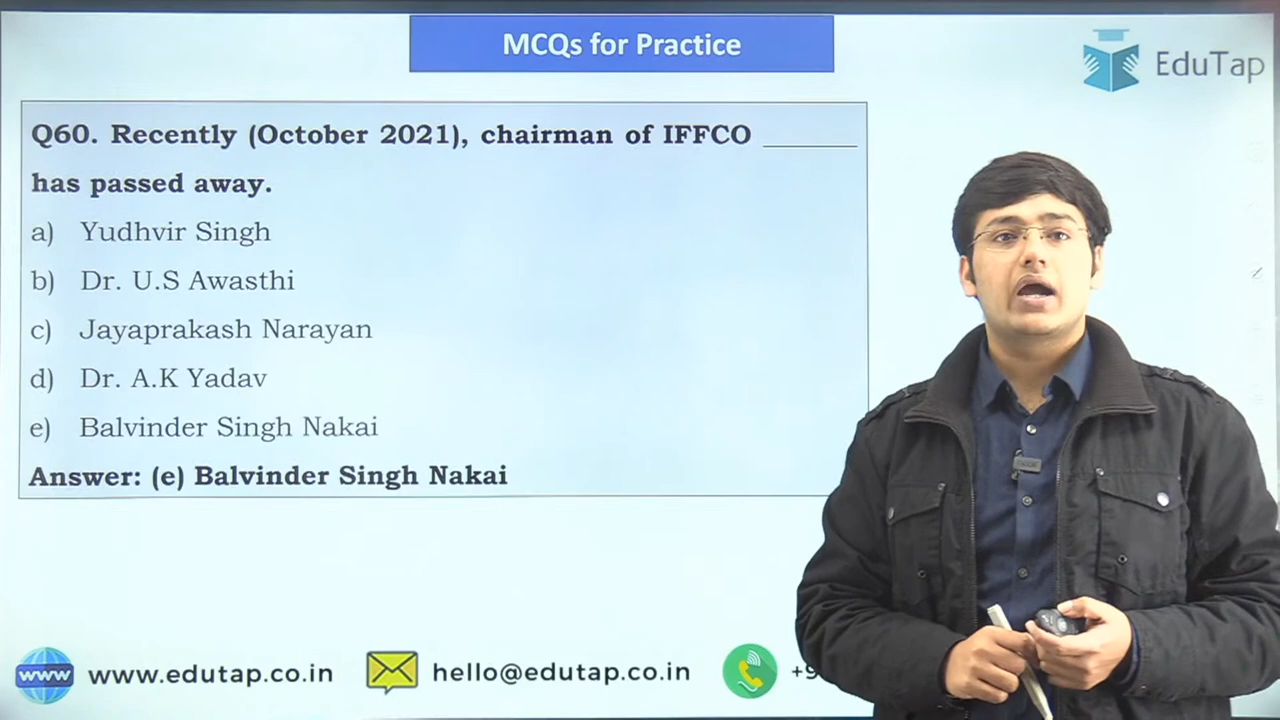 MCQs for Practice
EduTap
Q60. Recently (October 2021), chairman of IFFCO _______
has passed away.
a) Yudhvir Singh
b) Dr. U.S Awasthi
c) Jayaprakash Narayan
d) Dr. A.K Yadav
e) Balvinder Singh Nakai
Answer: (e) Balvinder Singh Nakai
www www.edutap.co.in hello@edutap.co.in +9